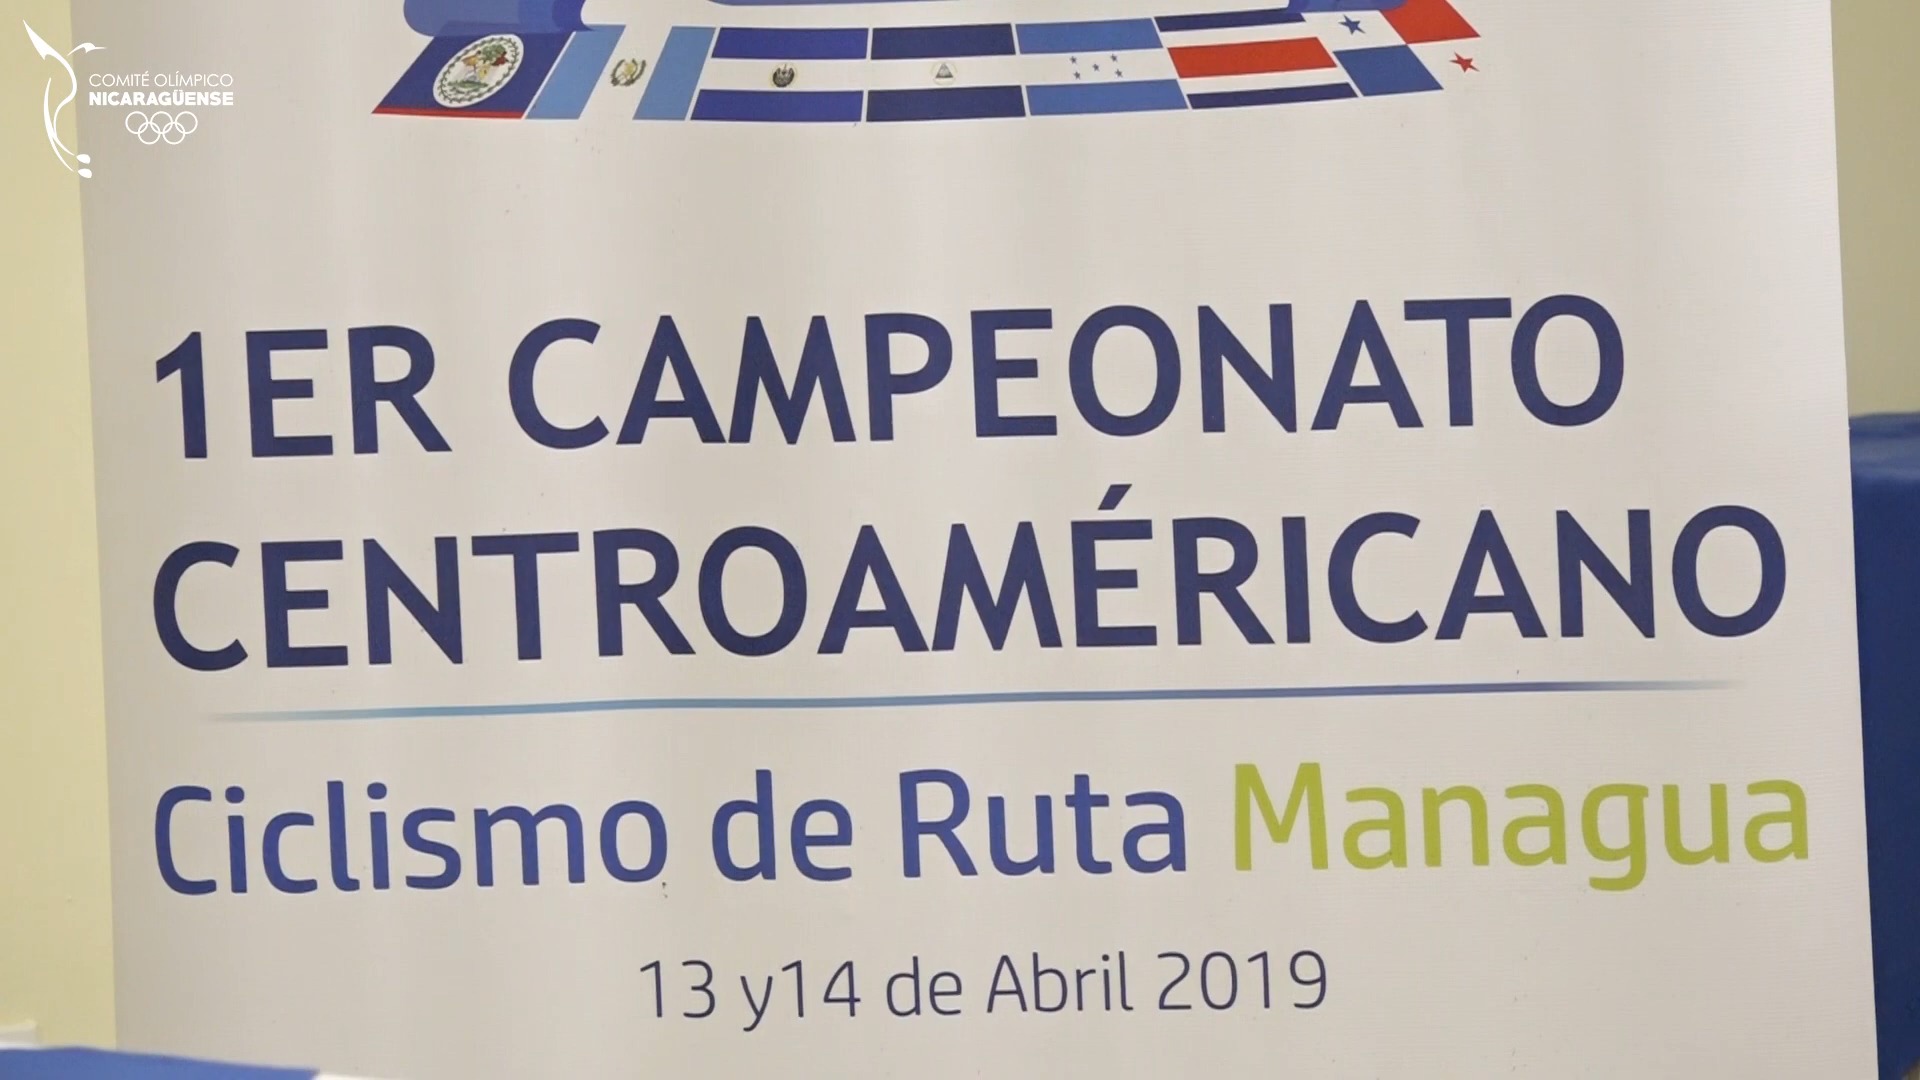 COMITÉ OLÍMPICO
NICARAGÜENSE
1ER CAMPEONATO
CENTROAMÉRICANO
Ciclismo de Ruta Managua
13 y14 de Abril 2019